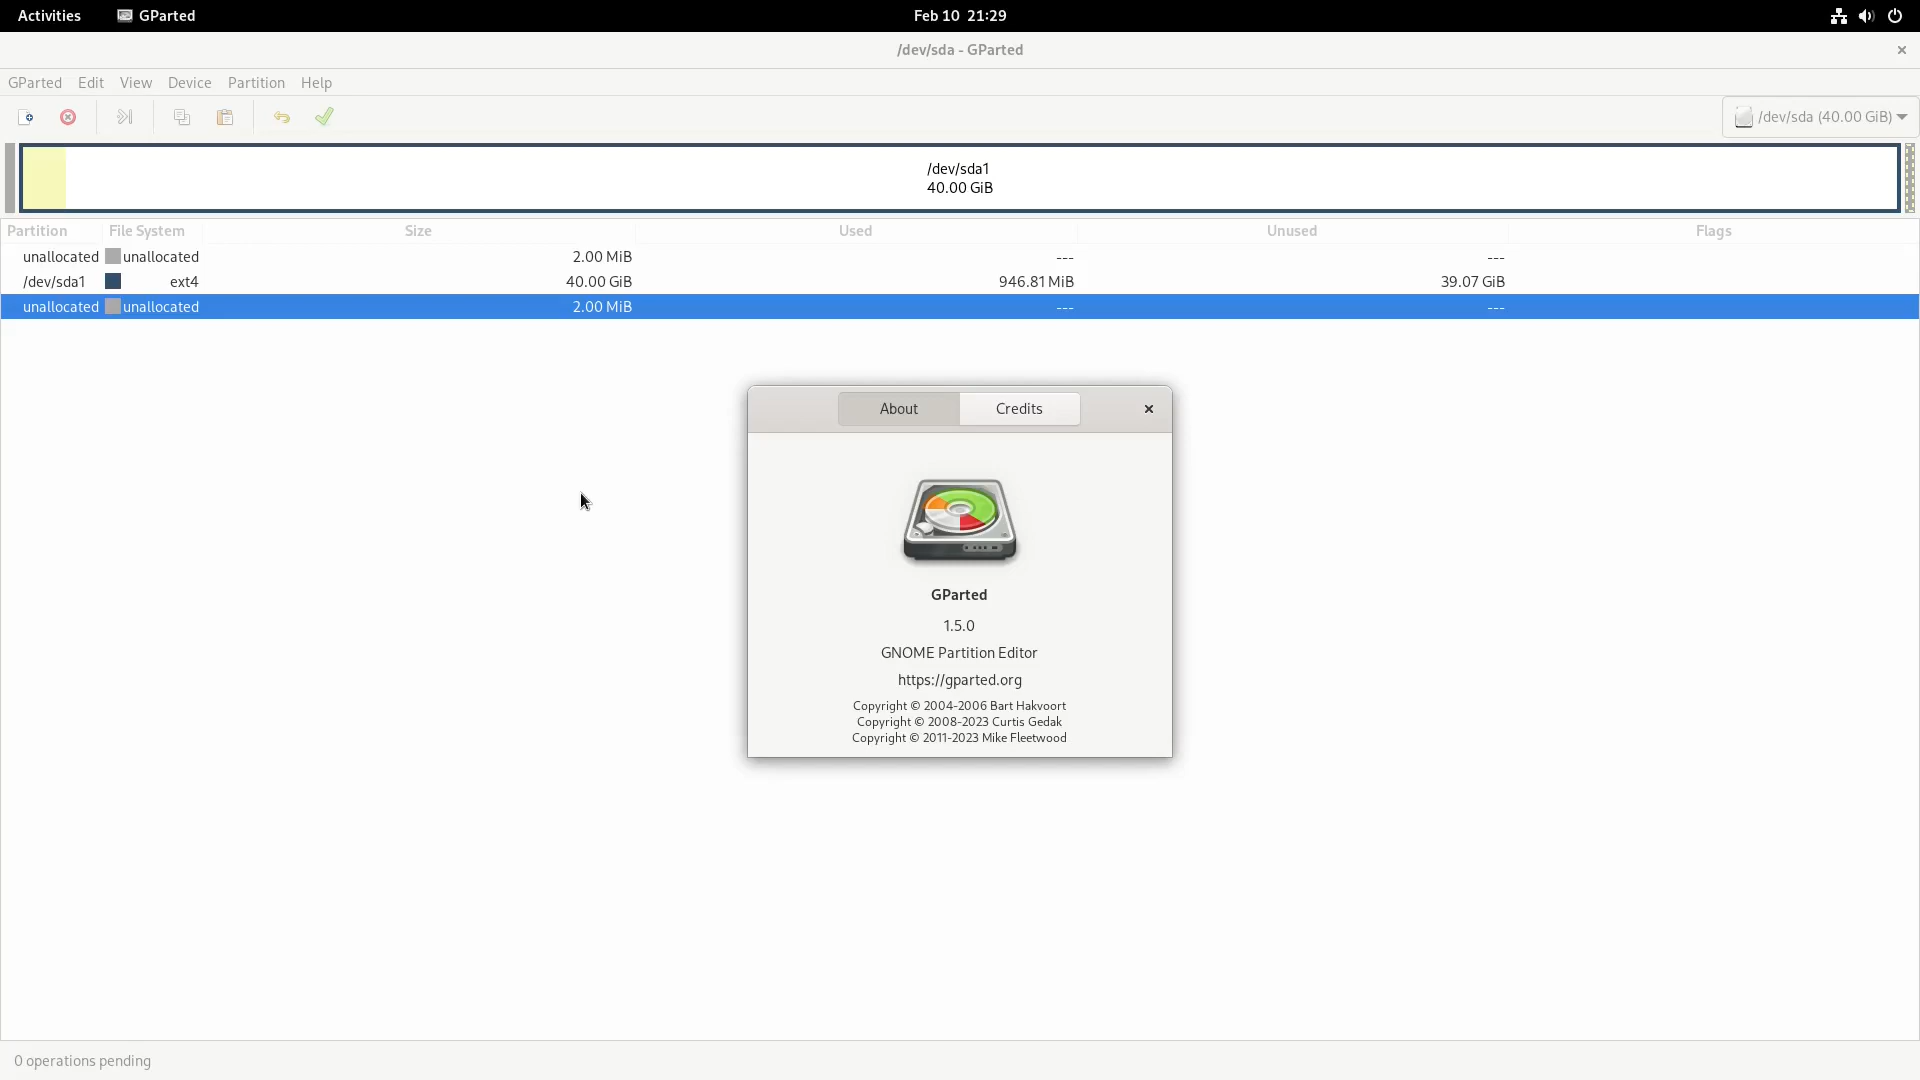 Activities GParted Feb 10 21:29
/dev/sda - GParted
GParted Edit View Device Partition Help
/dev/sda (40.00 GiB)
/dev/sda1
40.00 GiB
Partition File System Size Used Unused Flags
unallocated unallocated 2.00 MiB --- ---
/dev/sda1 ext4 40.00 GiB 946.81 MiB 39.07 GiB
unallocated unallocated 2.00 MiB --- ---
About Credits
GParted
1.5.0
GNOME Partition Editor
https://gparted.org
Copyright © 2004-2006 Bart Hakvoort
Copyright © 2008-2023 Curtis Gedak
Copyright © 2011-2023 Mike Fleetwood
0 operations pending